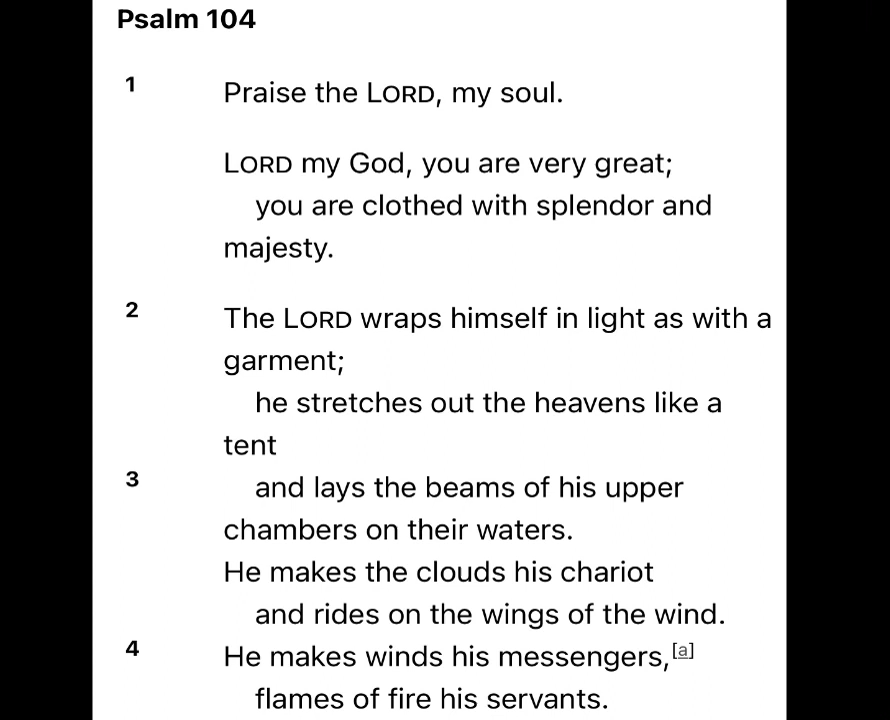 Psalm 104
1 Praise the LORD, my soul.
LORD my God, you are very great;
you are clothed with splendor and
majesty.
2 The LORD wraps himself in light as with a
garment;
he stretches out the heavens like a
tent
3 and lays the beams of his upper
chambers on their waters.
He makes the clouds his chariot
and rides on the wings of the wind.
4 He makes winds his messengers,[a]
flames of fire his servants.